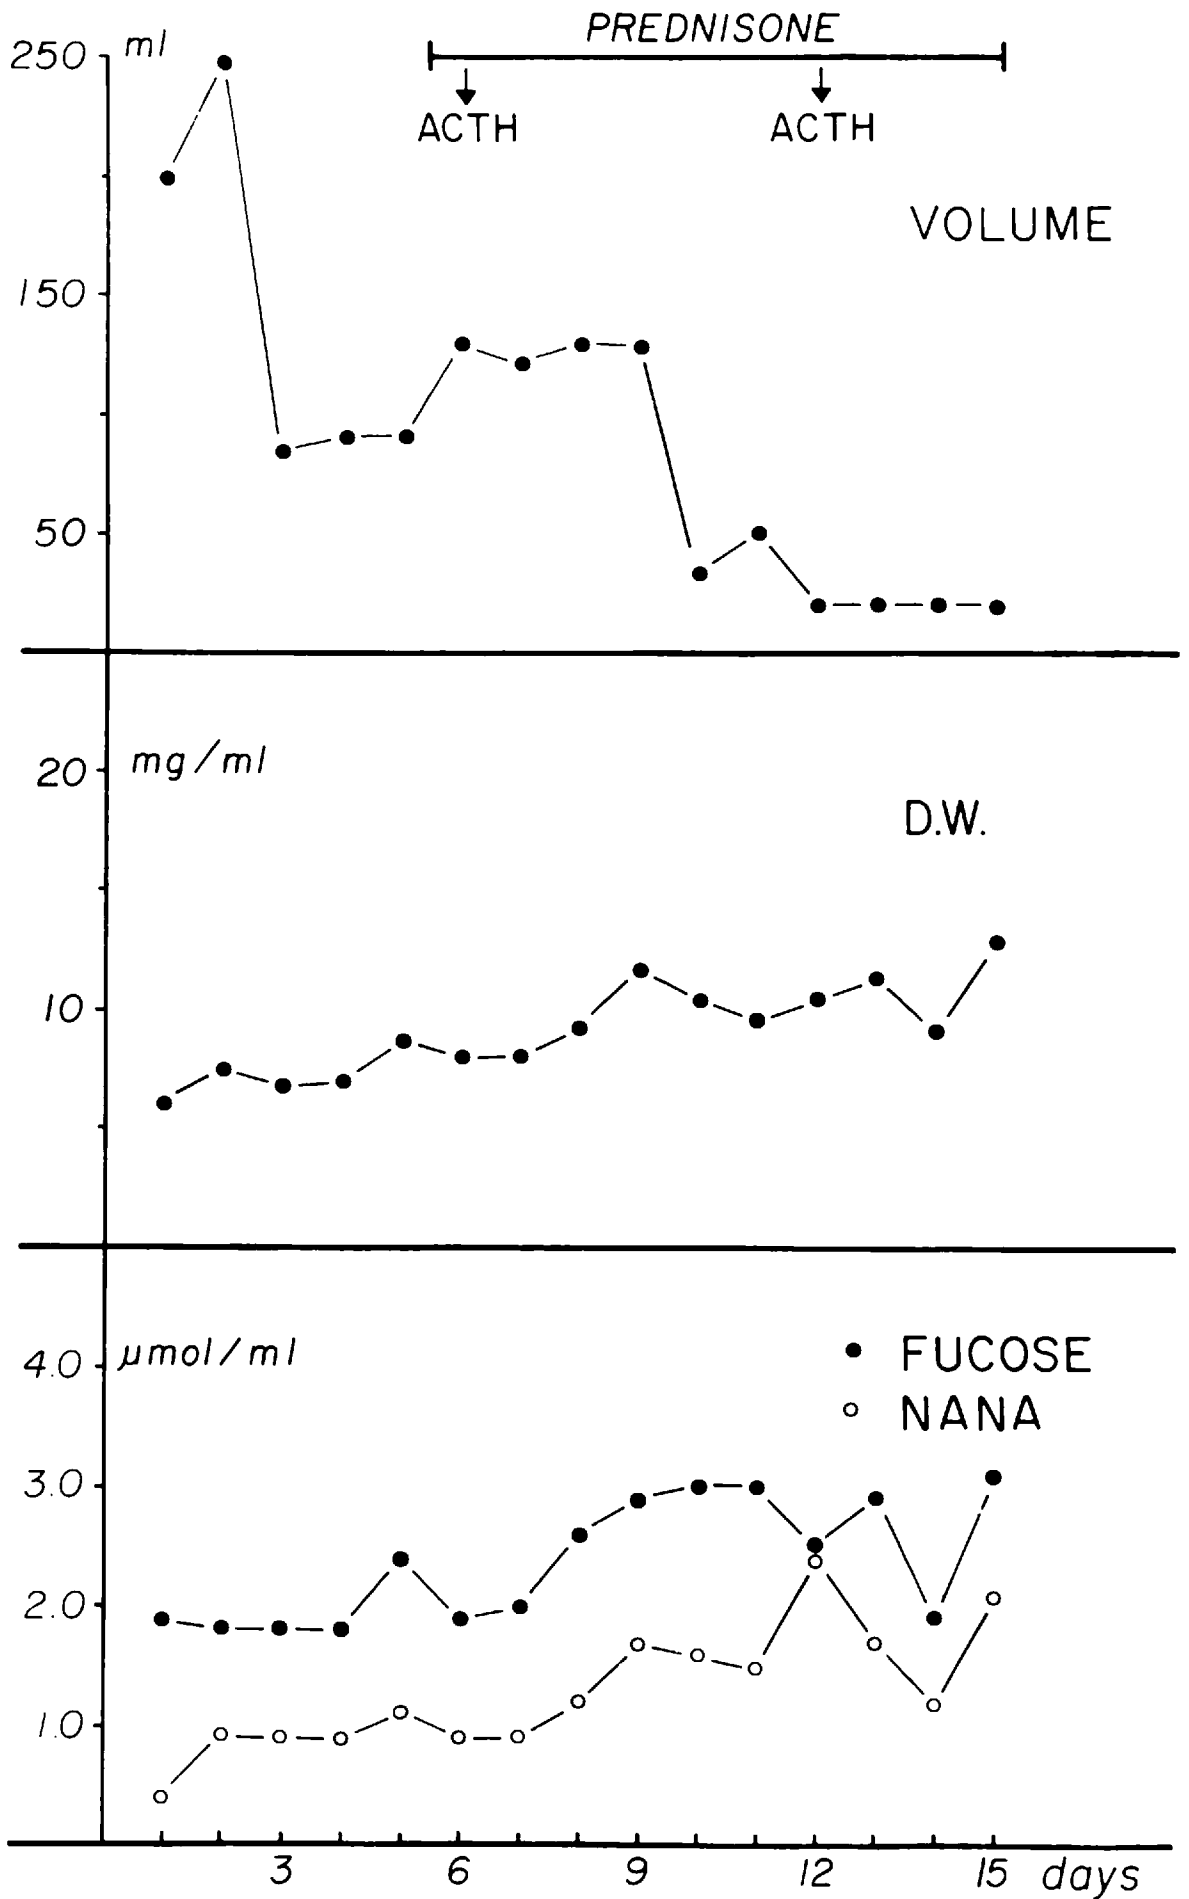 PREDNISONE
250 ml
ACTH ACTH
VOLUME
150
50
20 mg/ml
D.W.
10
4.0 µmol/ml
FUCOSE
NANA
3.0
2.0
1.0
3 6 9 12 15 days